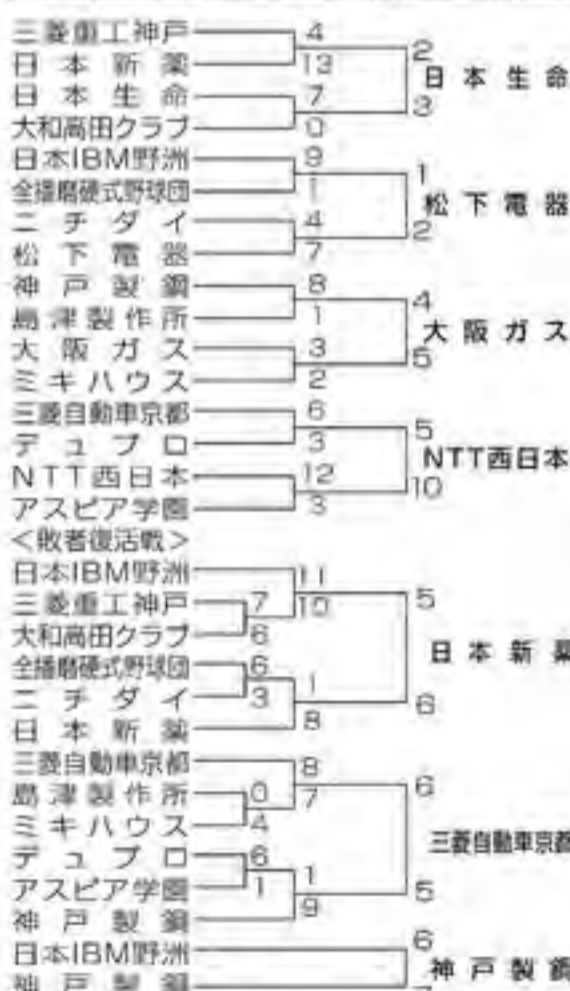 三菱重工神戸 4
日本新薬 13
2
日本生命
日本生命 7
3
大和高田クラブ 0
日本IBM野洲 9
1
全播磨硬式野球団 1
松下電器
ニチダイ 4
2
松下電器 7
神戸製鋼 8
4
島津製作所 1
大阪ガス
大阪ガス 3
5
ミキハウス 2
三菱自動車京都 6
5
デュプロ 3
NTT西日本
NTT西日本 12
10
アスピア学園 3
<敗者復活戦>
日本IBM野洲 11
5
三菱重工神戸 7 10
大和高田クラブ 6
日本新薬
全播磨硬式野球団 6
ニチダイ 3 1
6
日本新薬 8
三菱自動車京都 8
6
島津製作所 0 7
ミキハウス 4
三菱自動車京都
デュプロ 6
アスピア学園 1 1
5
神戸製鋼 9
日本IBM野洲 6
神戸製鋼
神戸製鋼